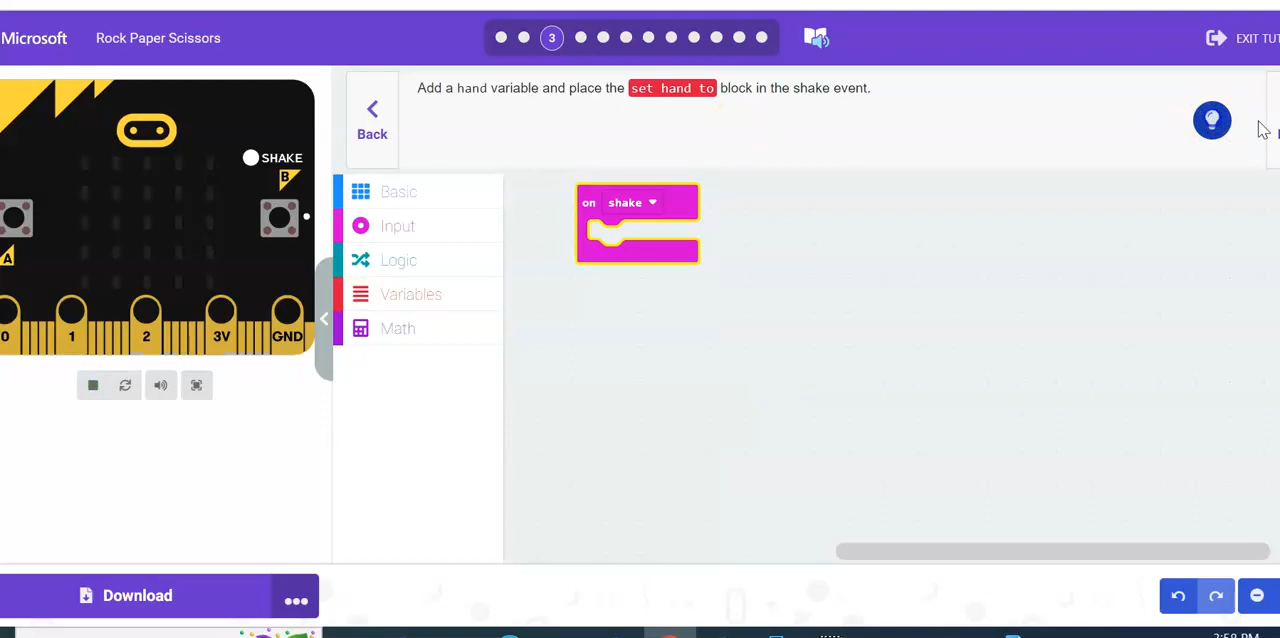 Microsoft Rock Paper Scissors 3 EXIT TUT
Add a hand variable and place the set hand to block in the shake event.
Back
SHAKE
B
A
0 1 2 3V GND
Basic
Input
Logic
Variables
Math
on shake
Download